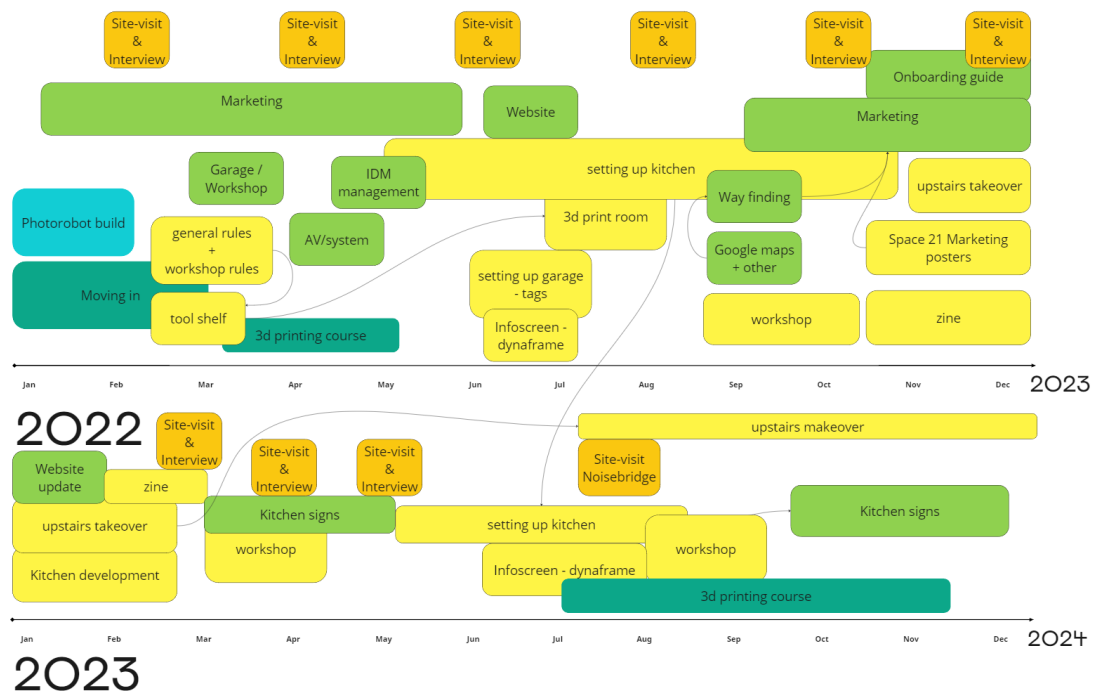 Site-visit
&
Interview
Site-visit
&
Interview
Site-visit
&
Interview
Site-visit
&
Interview
Site-visit
&
Interview
Site-visit
&
Interview
Onboarding guide
Marketing
Website
Marketing
setting up kitchen
Garage /
Workshop
IDM
management
upstairs takeover
Photorobot build
Way finding
general rules
+
workshop rules
AV/system
3d print room
Space 21 Marketing
posters
Google maps
+ other
Moving in
setting up garage
- tags
tool shelf
3d printing course
Infoscreen -
dynaframe
workshop
zine
Jan
Feb
Mar
Apr
May
Jun
Jul
Aug
Sep
Oct
Nov
Dec
2023
2022
Site-visit
&
Interview
Site-visit
&
Interview
Site-visit
&
Interview
upstairs makeover
Site-visit
Noisebridge
Website
update
zine
upstairs takeover
Kitchen signs
setting up kitchen
Kitchen signs
Kitchen development
workshop
Infoscreen - dynaframe
workshop
3d printing course
Jan
Feb
Mar
Apr
May
Jun
Jul
Aug
Sep
Oct
Nov
Dec
2024
2023